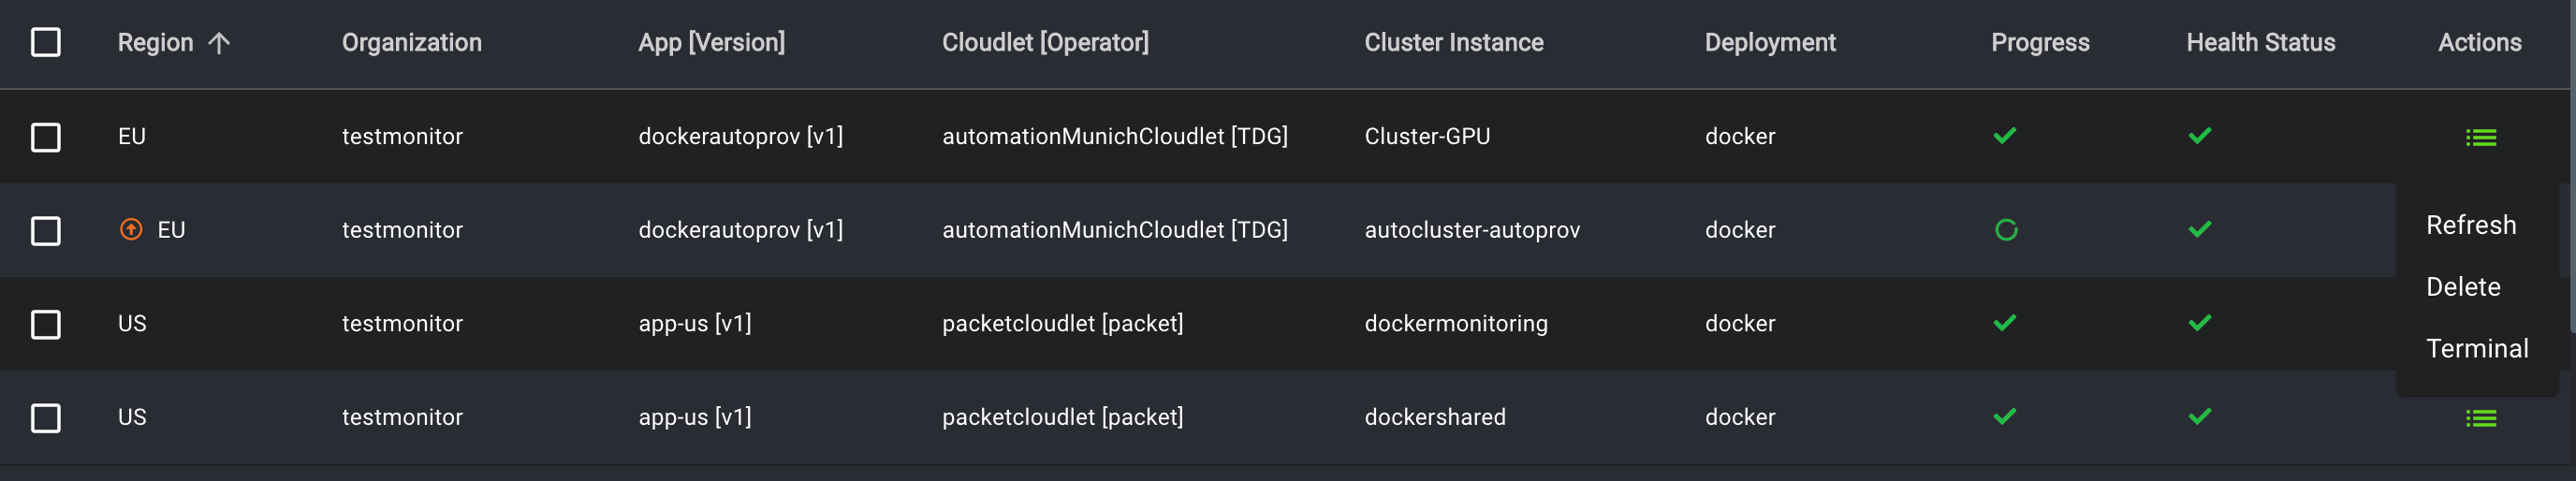 Region Organization App [Version] Cloudlet [Operator] Cluster Instance Deployment Progress Health Status Actions
EU testmonitor dockerautoprov [v1] automationMunichCloudlet [TDG] Cluster-GPU docker
EU testmonitor dockerautoprov [v1] automationMunichCloudlet [TDG] autocluster-autoprov docker
Refresh
Delete
US testmonitor app-us [v1] packetcloudlet [packet] dockermonitoring docker
Terminal
US testmonitor app-us [v1] packetcloudlet [packet] dockershared docker